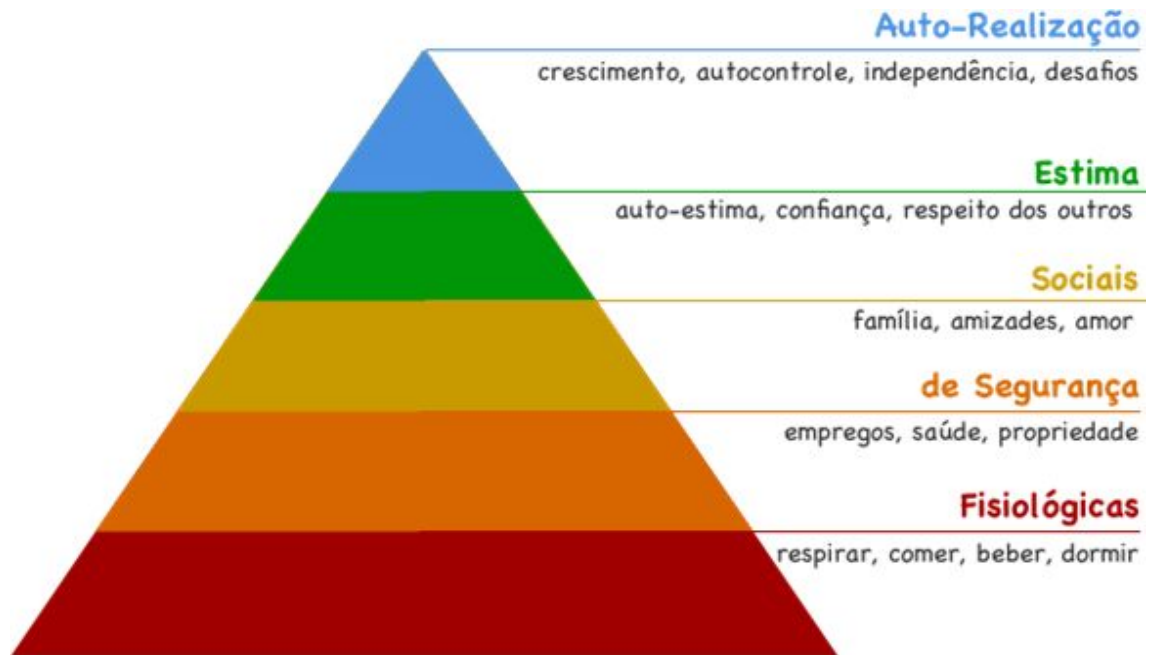 Auto-Realização
crescimento, autocontrole, independência, desafios
Estima
auto-estima, confiança, respeito dos outros
Sociais
família, amizades, amor
de Segurança
empregos, saúde, propriedade
Fisiológicas
respirar, comer, beber, dormir